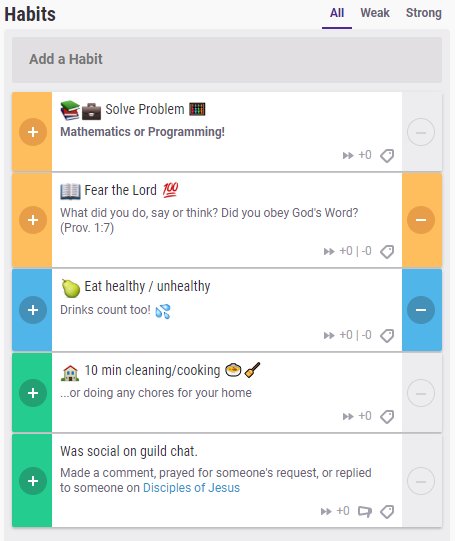 Habits
All Weak Strong
Add a Habit
Solve Problem
Mathematics or Programming!
+0
Fear the Lord 💯
What did you do, say or think? Did you obey God's Word?
(Prov. 1:7)
+0 | -0
Eat healthy / unhealthy
Drinks count too! 💦
+0 | -0
10 min cleaning/cooking
...or doing any chores for your home
+0
Was social on guild chat.
Made a comment, prayed for someone's request, or replied
to someone on Disciples of Jesus
+0